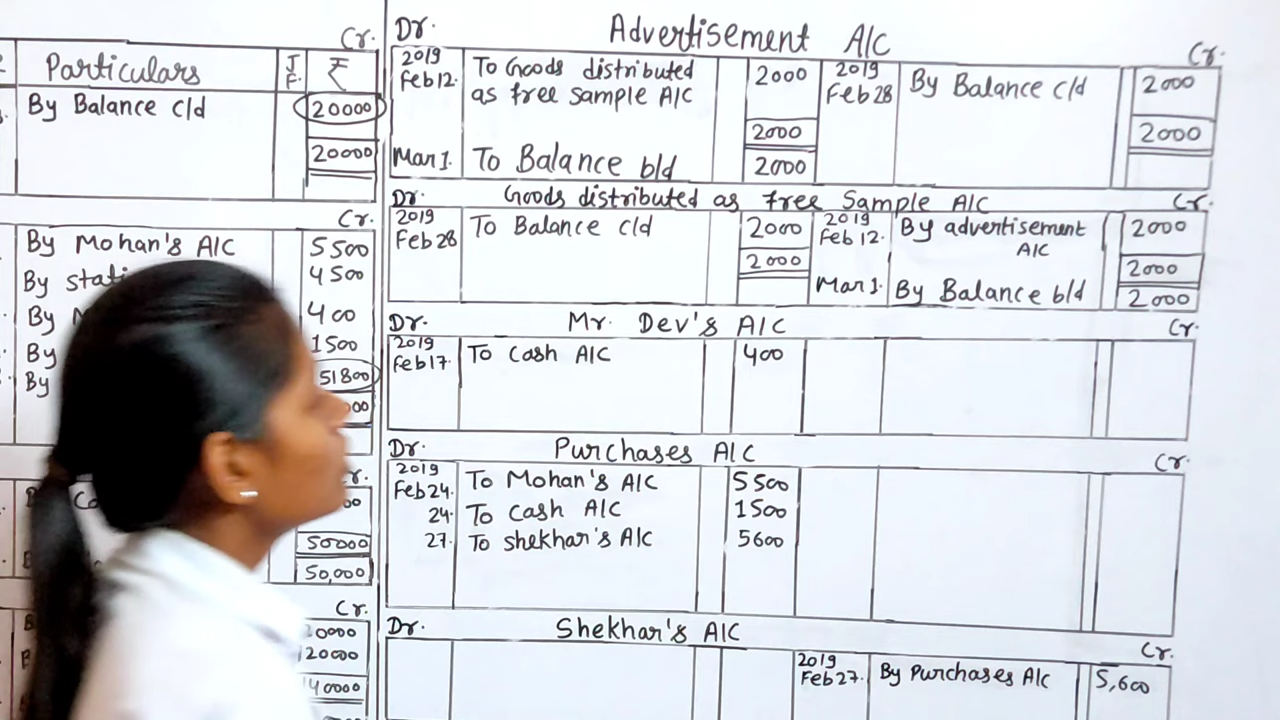 Cr.
Particulars J.F. ₹
By Balance c/d 20000
20000
Cr.
By Mohan's A/C 5500
By 4500
By 400
By 1500
By 51800
50000
50,000
Cr.
20000
20000
140000
Dr. Advertisement A/C Cr.
2019
Feb 12. To Goods distributed 2000 2019
as free sample A/C Feb 28 By Balance c/d 2000
2000 2000
Mar 1. To Balance b/d 2000
Dr. Goods distributed as free Sample A/C Cr.
2019 2019
Feb 28 To Balance c/d 2000 Feb 12. By advertisement 2000
A/C
2000 2000
Mar 1. By Balance b/d 2000
Dr. Mr. Dev's A/C Cr.
2019
Feb 17. To Cash A/C 400
Dr. Purchases A/C Cr.
2019
Feb 24. To Mohan's A/C 5500
24. To Cash A/C 1500
27. To Shekhar's A/C 5600
Dr. Shekhar's A/C Cr.
2019
Feb 27. By Purchases A/C 5,600